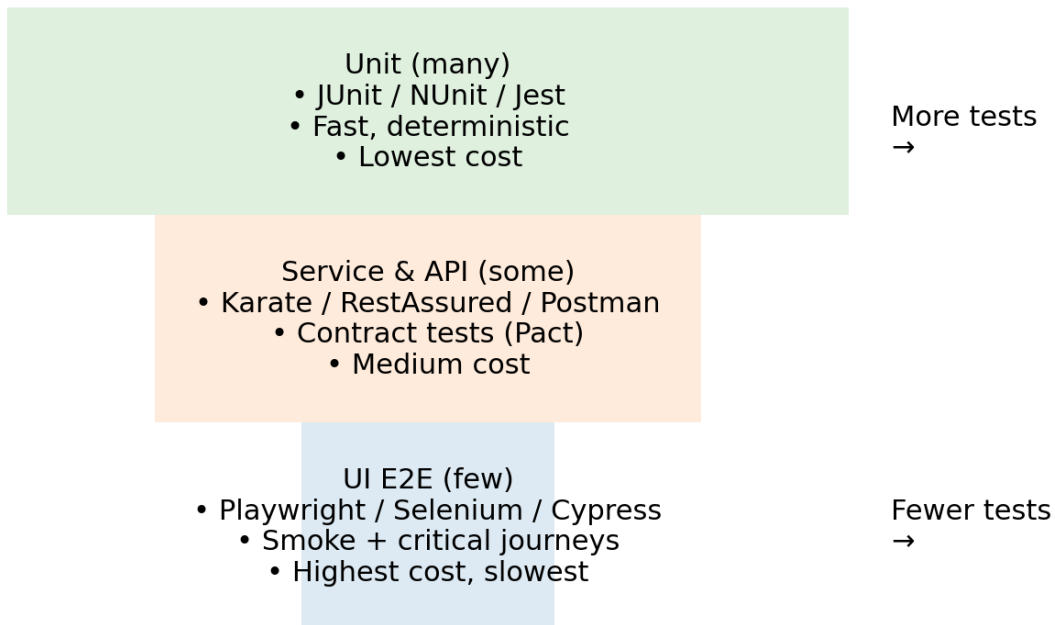 Unit (many)
• JUnit / NUnit / Jest
• Fast, deterministic
• Lowest cost
More tests
→
Service & API (some)
• Karate / RestAssured / Postman
• Contract tests (Pact)
• Medium cost
UI E2E (few)
• Playwright / Selenium / Cypress
• Smoke + critical journeys
• Highest cost, slowest
Fewer tests
→